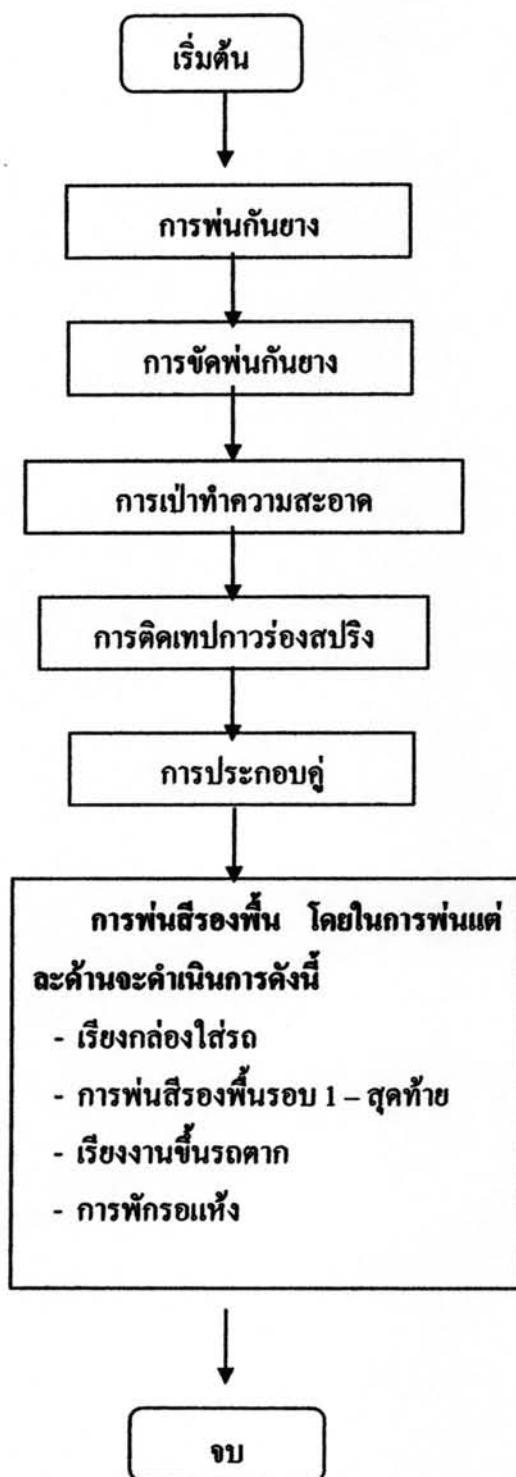 เริ่มต้น
การพ่นกันยาง
การขัดพ่นกันยาง
การเป่าทำความสะอาด
การติดเทปกาวร่องสปริง
การประกอบคู่
การพ่นสีรองพื้น โดยในการพ่นแต่
ละด้านจะดำเนินการดังนี้
- เรียงกล่องใส่รถ
- การพ่นสีรองพื้นรอบ 1 – สุดท้าย
- เรียงงานขึ้นรถตาก
- การพักรอแห้ง
จบ